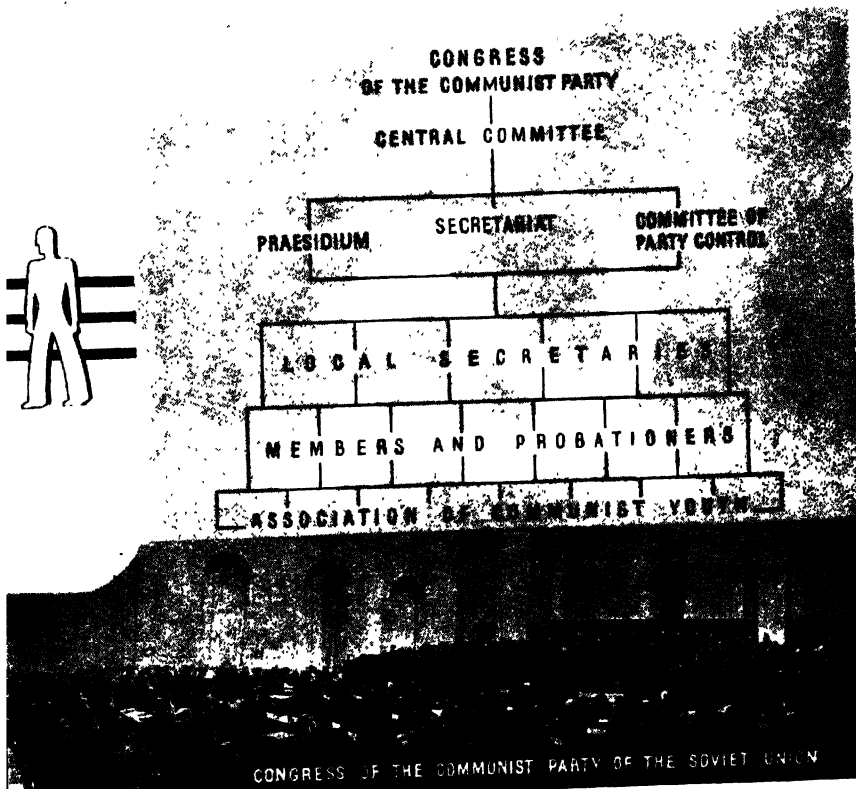 CONGRESS
OF THE COMMUNIST PARTY
CENTRAL COMMITTEE
PRAESIDIUM
SECRETARIAT
COMMITTEE OF
PARTY CONTROL
LOCAL SECRETARIES
MEMBERS AND PROBATIONERS
ASSOCIATION OF COMMUNIST YOUTH
CONGRESS OF THE COMMUNIST PARTY OF THE SOVIET UNION